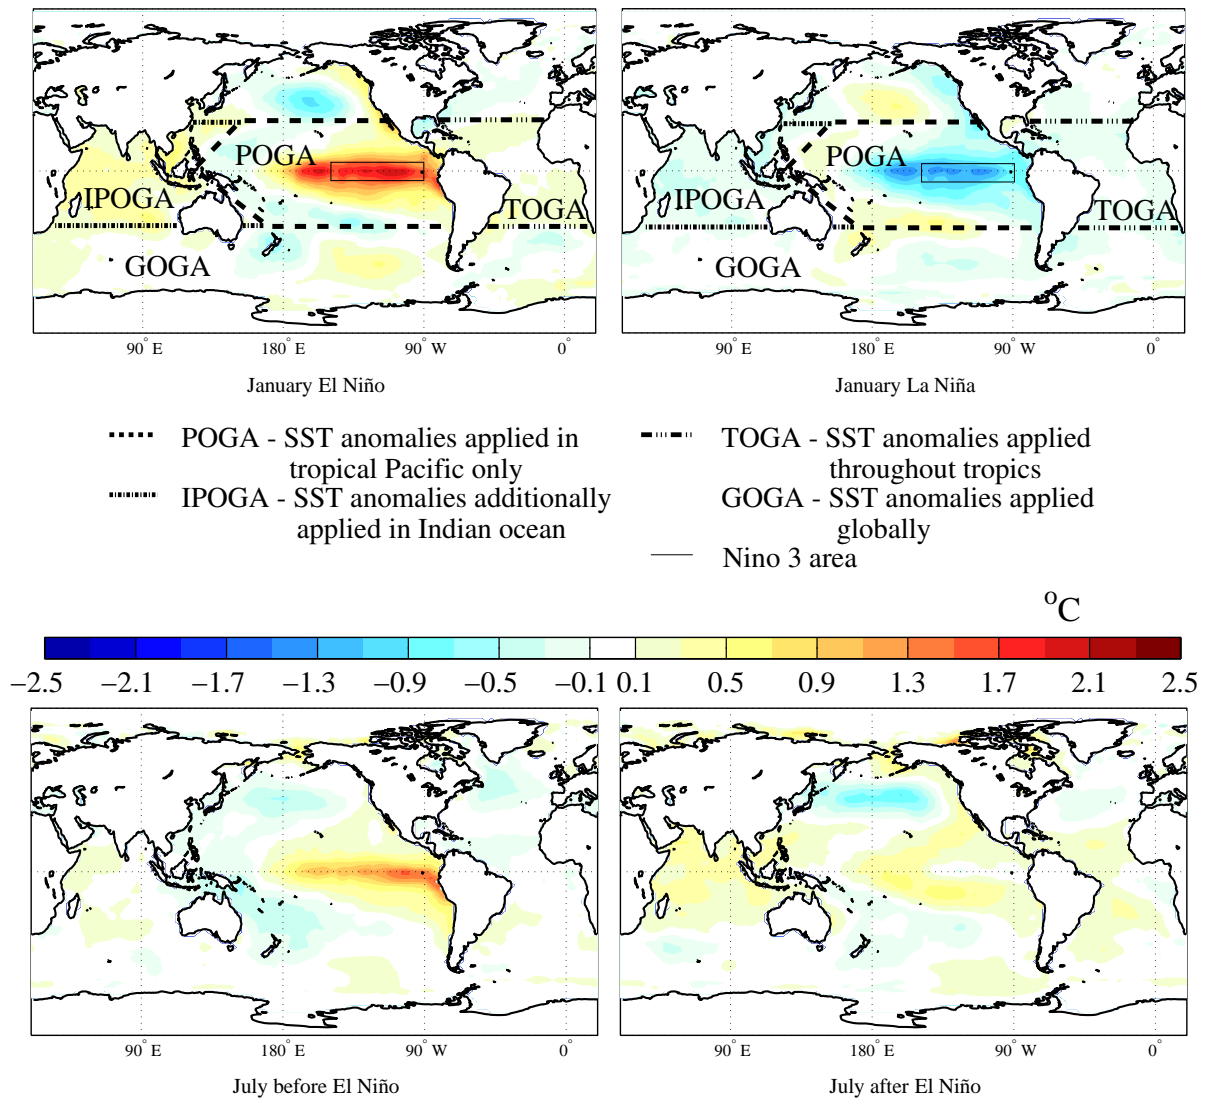 POGA
IPOGA
TOGA
GOGA
90° E
180° E
90° W
0°
January El Niño
POGA
IPOGA
TOGA
GOGA
90° E
180° E
90° W
0°
January La Niña
POGA - SST anomalies applied in
tropical Pacific only
IPOGA - SST anomalies additionally
applied in Indian ocean
TOGA - SST anomalies applied
throughout tropics
GOGA - SST anomalies applied
globally
Nino 3 area
°C
−2.5 −2.1 −1.7 −1.3 −0.9 −0.5 −0.1 0.1 0.5 0.9 1.3 1.7 2.1 2.5
90° E
180° E
90° W
0°
July before El Niño
90° E
180° E
90° W
0°
July after El Niño